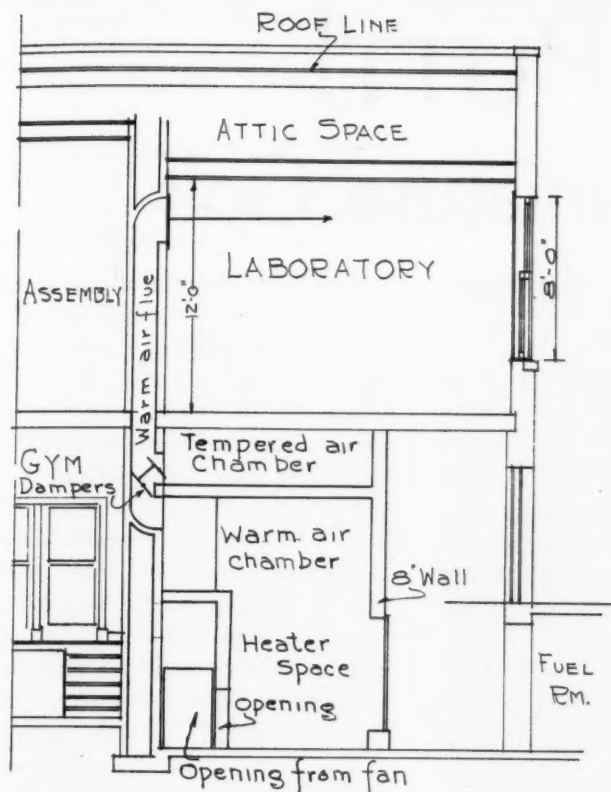 ROOF LINE
ATTIC SPACE
LABORATORY
8'-0"
ASSEMBLY
12'-0"
Warm air flue
Tempered air
Chamber
GYM
Dampers
Warm air
chamber
8" Wall
Heater
Space
FUEL
RM.
Opening
Opening from fan